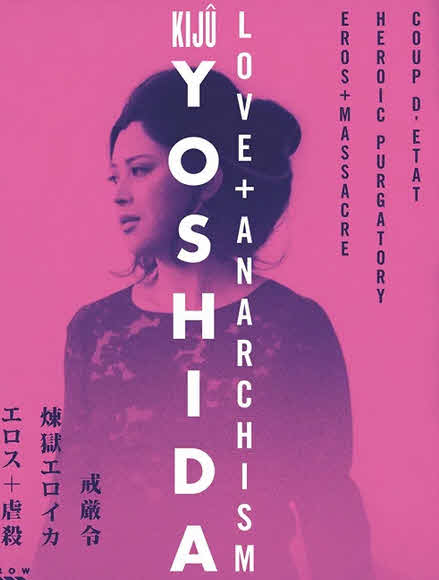 KIJÛ
YOSHIDA
LOVE + ANARCHISM
COUP D'ETAT
HEROIC PURGATORY
EROS + MASSACRE
戒厳令
煉獄エロイカ
エロス＋虐殺
ROW